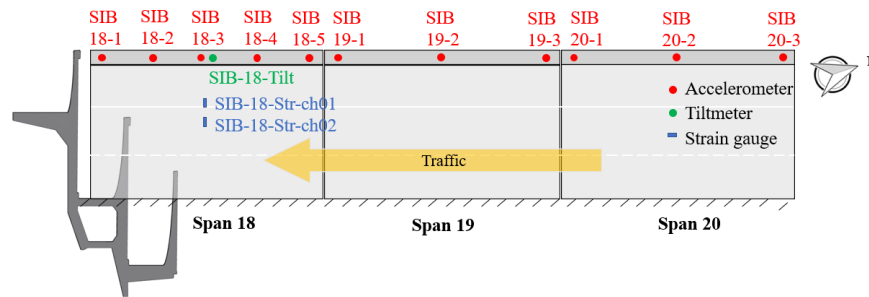 SIB SIB SIB SIB SIB SIB SIB SIB SIB SIB SIB
18-1 18-2 18-3 18-4 18-5 19-1 19-2 19-3 20-1 20-2 20-3
SIB-18-Tilt
SIB-18-Str-ch01
SIB-18-Str-ch02
Accelerometer
Tiltmeter
Strain gauge
Traffic
Span 18 Span 19 Span 20